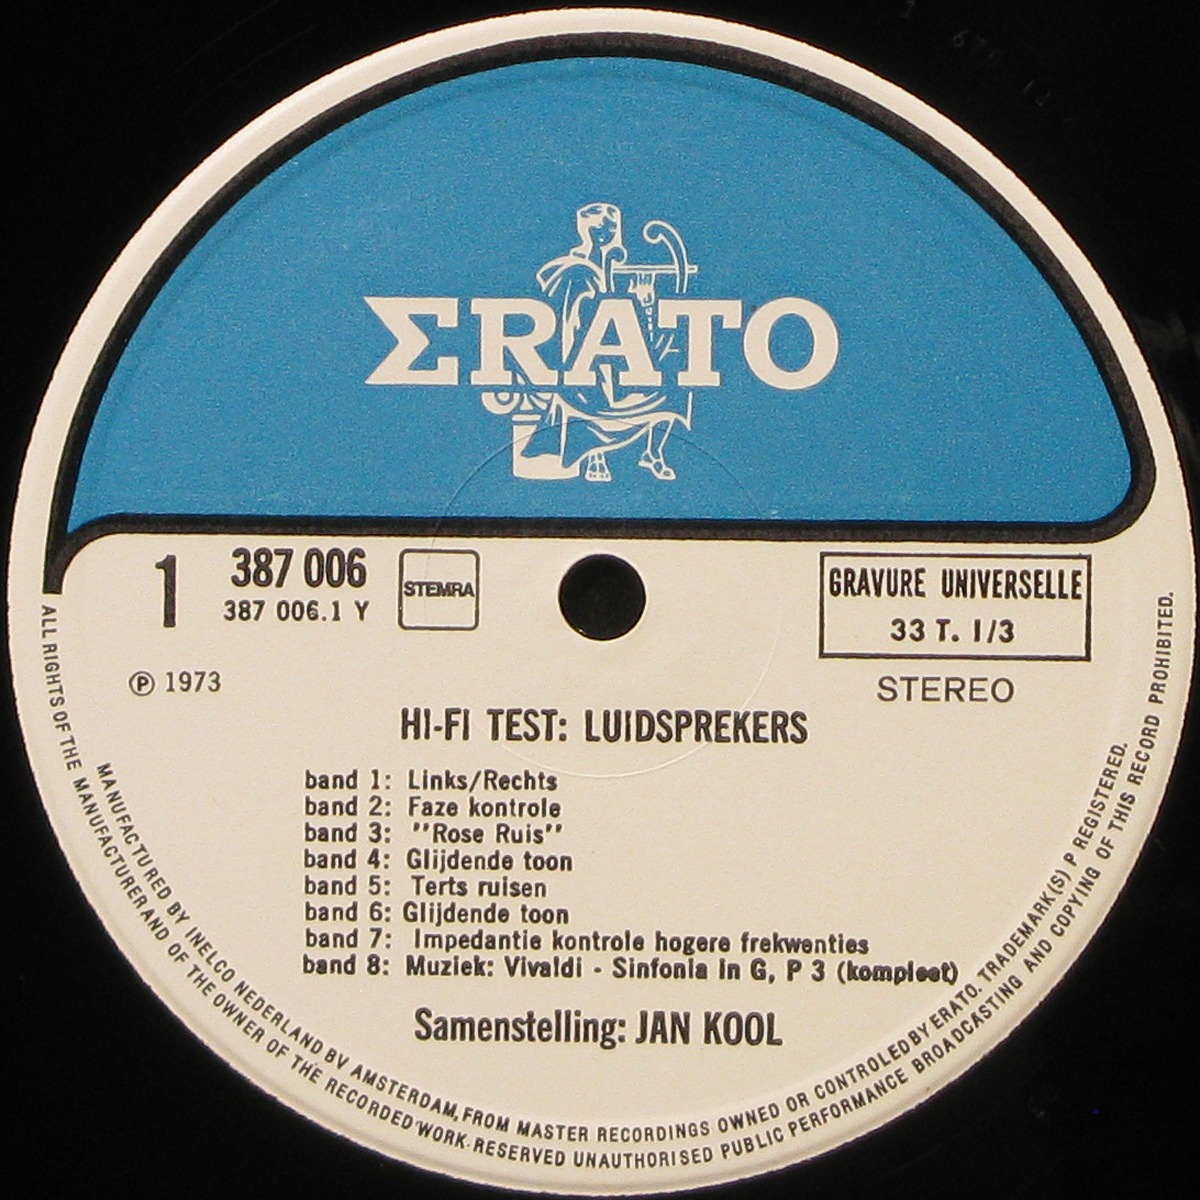 ΣRATO
1
387 006
387 006.1 Y
STEMRA
GRAVURE UNIVERSELLE
33 T. 1/3
STEREO
℗ 1973
HI-FI TEST: LUIDSPREKERS
band 1: Links/Rechts
band 2: Faze kontrole
band 3: "Rose Ruis"
band 4: Glijdende toon
band 5: Terts ruisen
band 6: Glijdende toon
band 7: Impedantie kontrole hogere frekwenties
band 8: Muziek: Vivaldi - Sinfonia in G, P 3 (kompleet)
Samenstelling: JAN KOOL
MANUFACTURED BY INELCO NEDERLAND BV AMSTERDAM, FROM MASTER RECORDINGS OWNED OR CONTROLED BY ERATO. TRADEMARK(S) P REGISTERED.
ALL RIGHTS OF THE MANUFACTURER AND OF THE OWNER OF THE RECORDED WORK RESERVED UNAUTHORISED PUBLIC PERFORMANCE BROADCASTING AND COPYING OF THIS RECORD PROHIBITED.